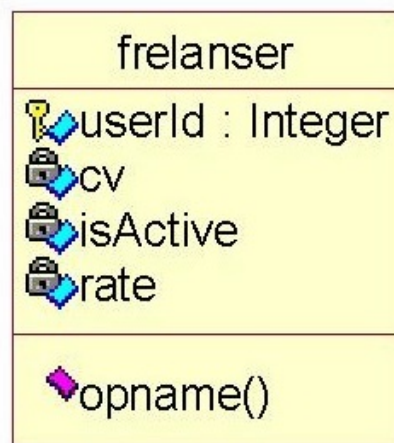 frelanser
userId : Integer
cv
isActive
rate
opname()